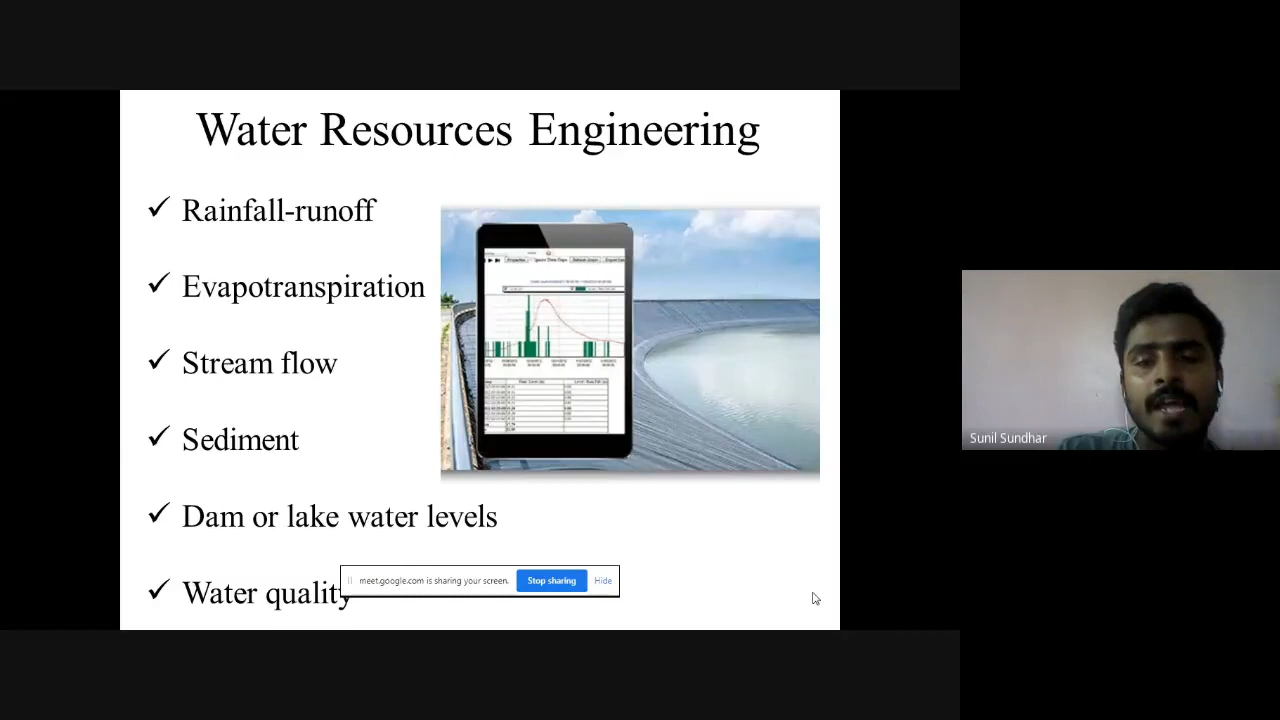 Water Resources Engineering
✓ Rainfall-runoff
✓ Evapotranspiration
✓ Stream flow
✓ Sediment
✓ Dam or lake water levels
✓ Water quality
meet.google.com is sharing your screen.
Stop sharing
Hide
Sunil Sundhar